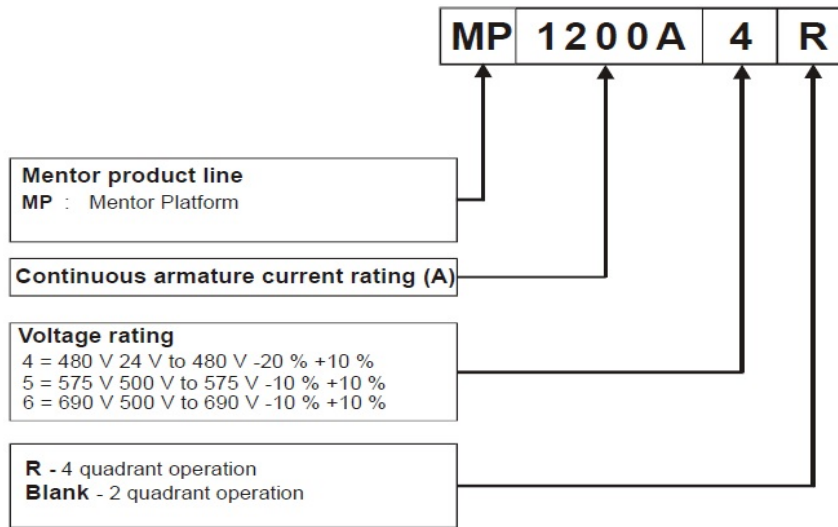 MP 1200A 4 R
Mentor product line
MP : Mentor Platform
Continuous armature current rating (A)
Voltage rating
4 = 480 V 24 V to 480 V -20 % +10 %
5 = 575 V 500 V to 575 V -10 % +10 %
6 = 690 V 500 V to 690 V -10 % +10 %
R - 4 quadrant operation
Blank - 2 quadrant operation